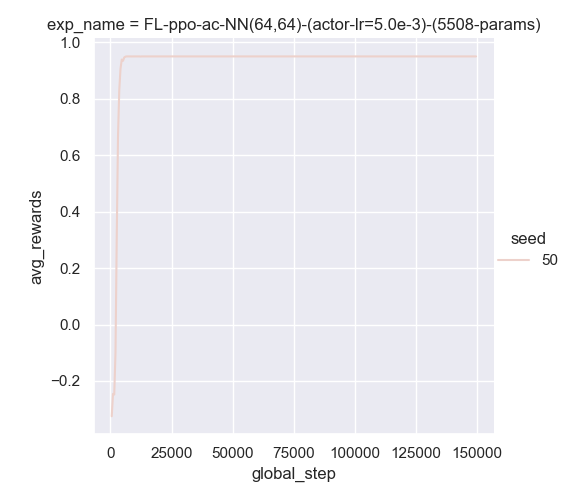 exp_name = FL-ppo-ac-NN(64,64)-(actor-lr=5.0e-3)-(5508-params)
1.0
0.8
0.6
0.4
0.2
0.0
−0.2
avg_rewards
0 25000 50000 75000 100000 125000 150000
global_step
seed
50